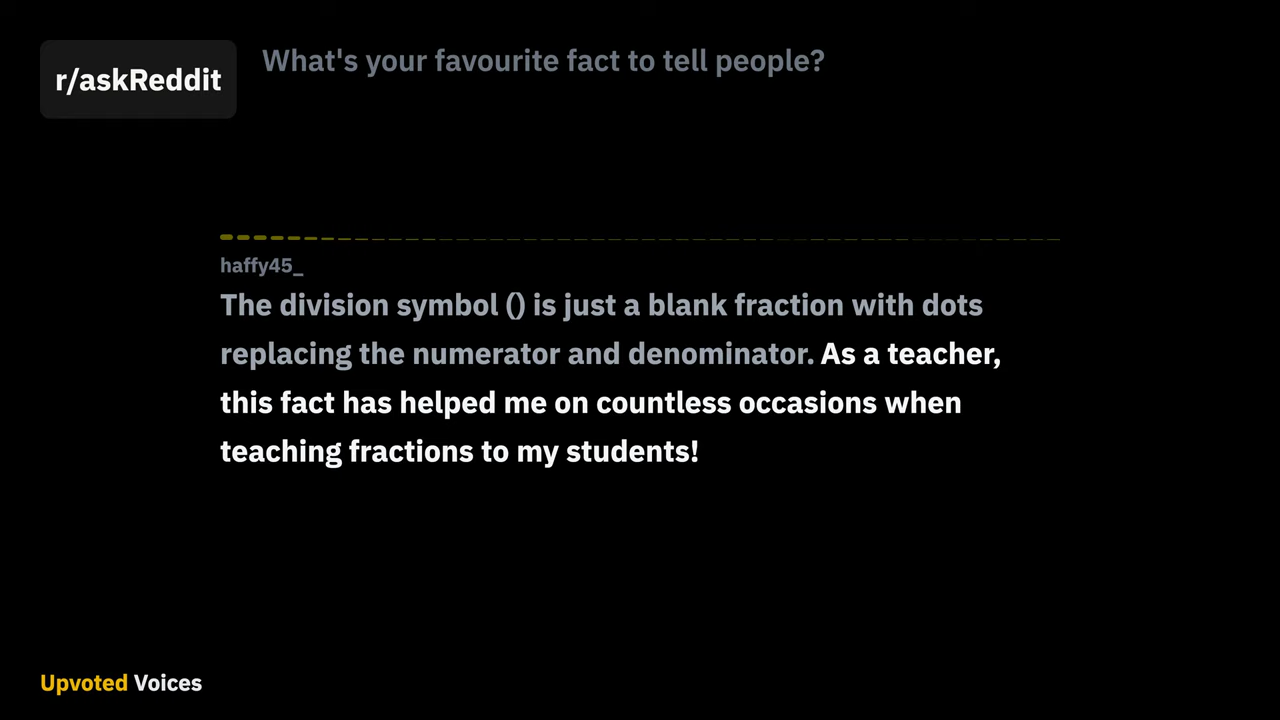 r/askReddit
What's your favourite fact to tell people?
haffy45_
The division symbol () is just a blank fraction with dots
replacing the numerator and denominator. As a teacher,
this fact has helped me on countless occasions when
teaching fractions to my students!
Upvoted Voices